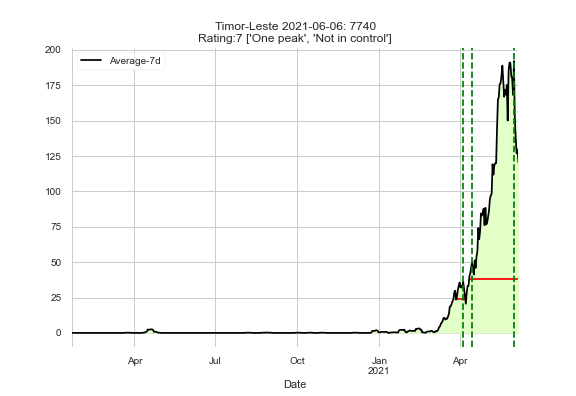 Timor-Leste 2021-06-06: 7740
Rating:7 ['One peak', 'Not in control']
Average-7d
200
175
150
125
100
75
50
25
0
Apr Jul Oct Jan Apr
2021
Date